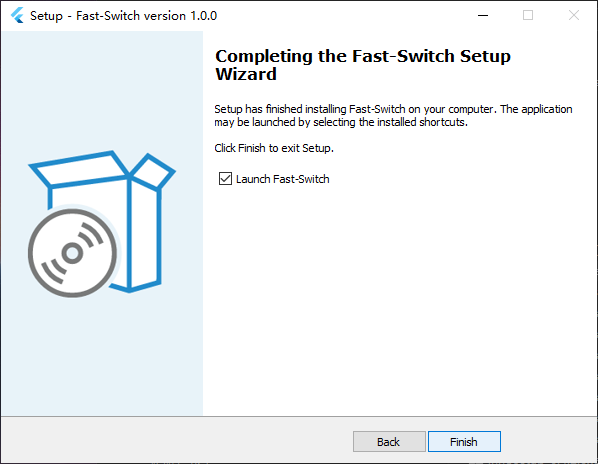 Setup - Fast-Switch version 1.0.0
Completing the Fast-Switch Setup
Wizard
Setup has finished installing Fast-Switch on your computer. The application
may be launched by selecting the installed shortcuts.
Click Finish to exit Setup.
Launch Fast-Switch
Back
Finish